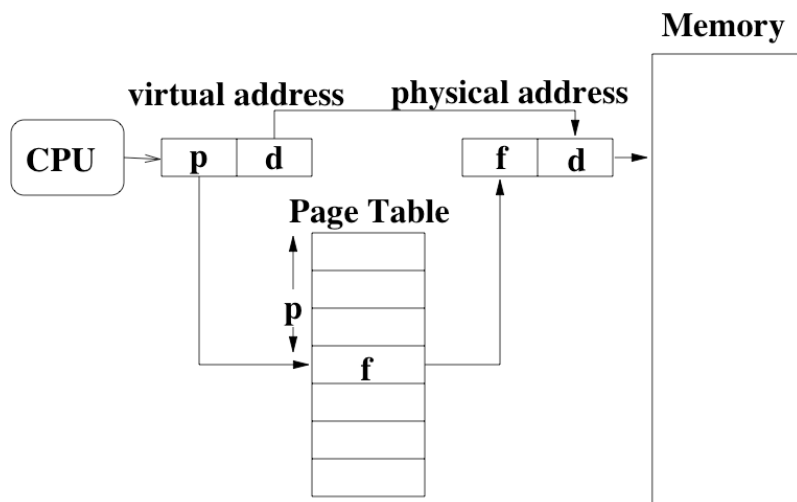 Memory
virtual address
physical address
CPU
p
d
f
d
Page Table
p
f